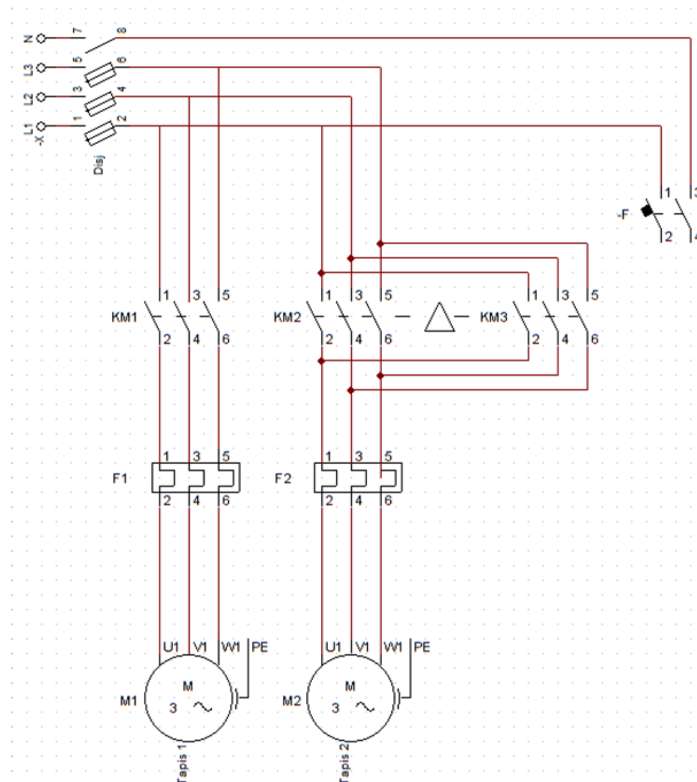 N 7 8
L3 5 6
L2 3 4
L1 1 2
-X
Disj
1 3
-F
2 4
1 3 5
KM1
2 4 6
1 3 5
KM2
2 4 6
1 3 5
KM3
2 4 6
1 3 5
F1
2 4 6
1 3 5
F2
2 4 6
U1 V1 W1 PE
M1
M
3
Tapis 1
U1 V1 W1 PE
M2
M
3
Tapis 2